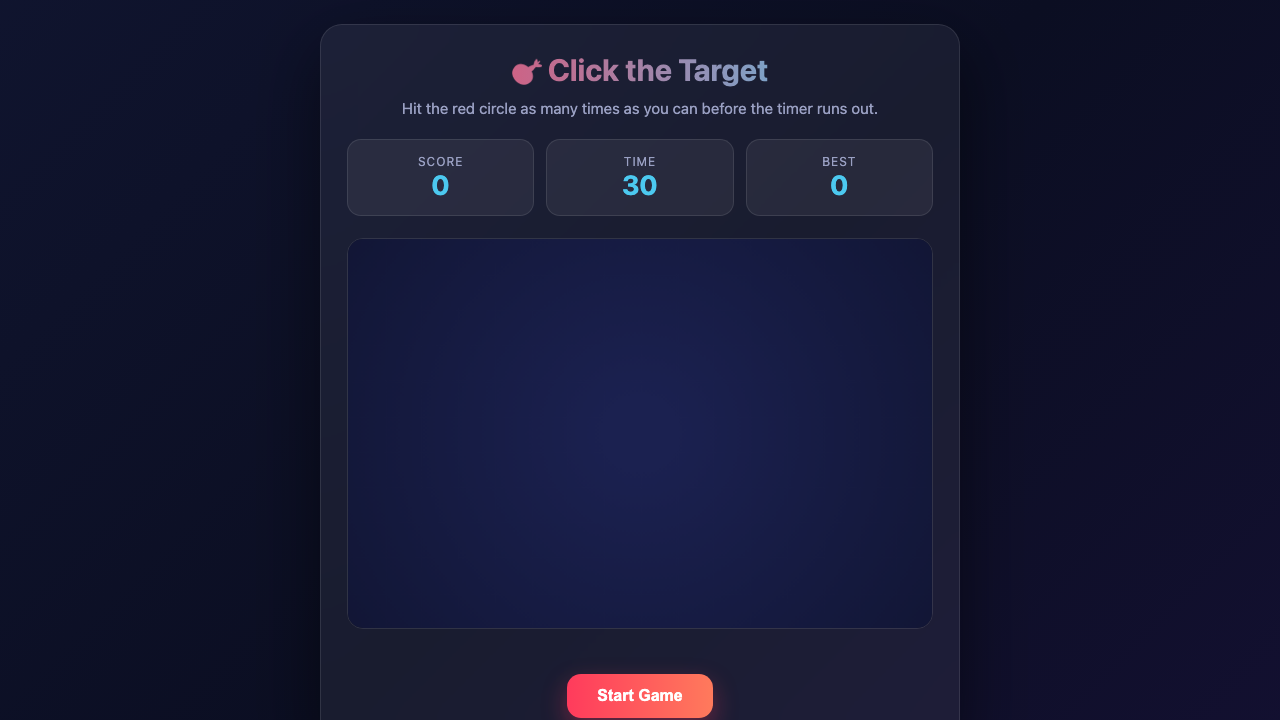 Click the Target
Hit the red circle as many times as you can before the timer runs out.
SCORE
0
TIME
30
BEST
0
Start Game